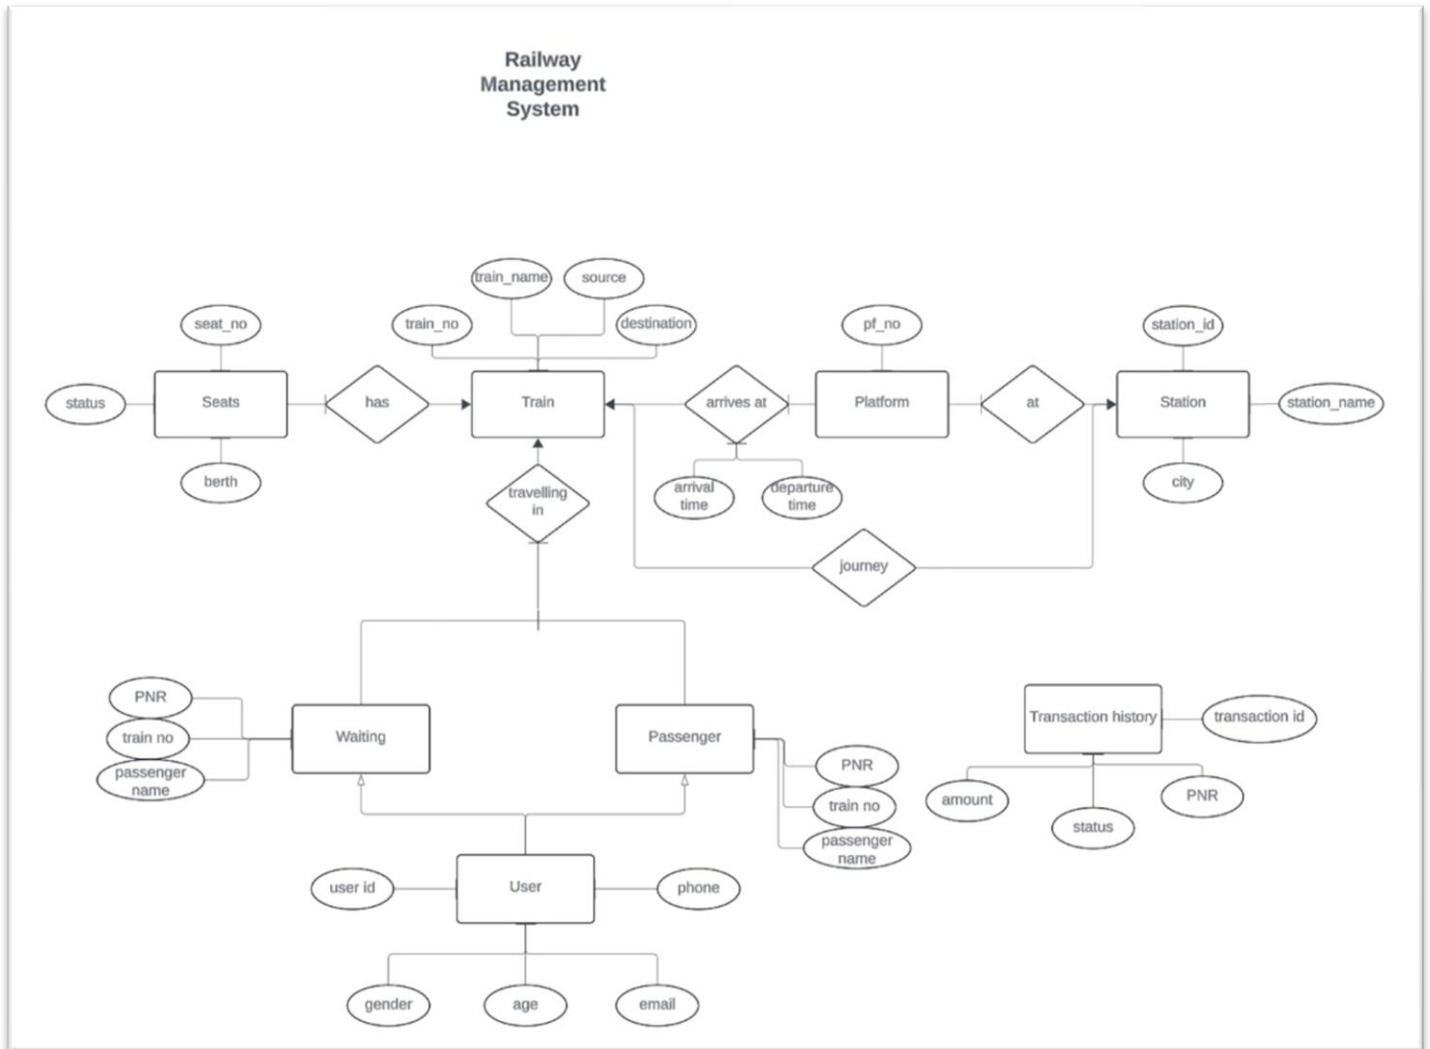 Railway
Management
System
train_name
source
seat_no
train_no
destination
pf_no
station_id
status
Seats
has
Train
arrives at
Platform
at
Station
station_name
berth
travelling
in
arrival
time
departure
time
city
journey
PNR
train no
passenger
name
Waiting
Passenger
PNR
train no
passenger
name
Transaction history
transaction id
amount
status
PNR
user id
User
phone
gender
age
email